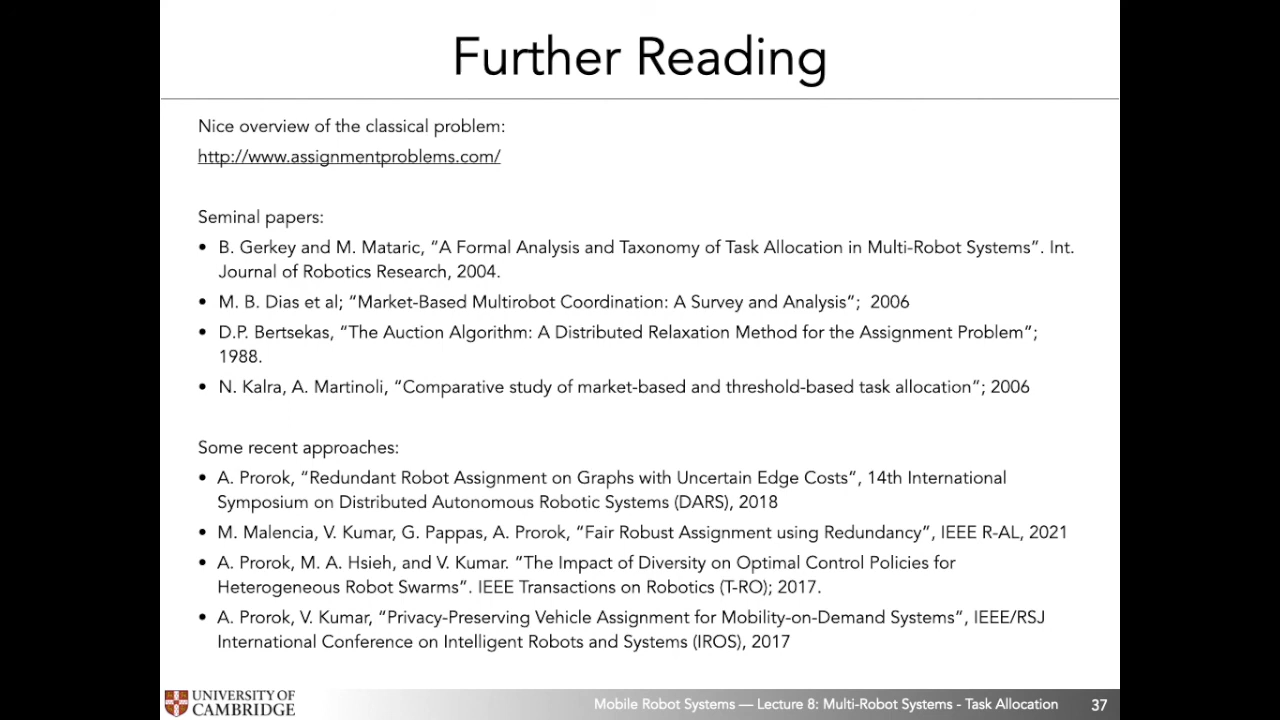 Further Reading
Nice overview of the classical problem:
http://www.assignmentproblems.com/
Seminal papers:
• B. Gerkey and M. Mataric, “A Formal Analysis and Taxonomy of Task Allocation in Multi-Robot Systems”. Int.
Journal of Robotics Research, 2004.
• M. B. Dias et al; “Market-Based Multirobot Coordination: A Survey and Analysis”; 2006
• D.P. Bertsekas, “The Auction Algorithm: A Distributed Relaxation Method for the Assignment Problem”;
1988.
• N. Kalra, A. Martinoli, “Comparative study of market-based and threshold-based task allocation”; 2006
Some recent approaches:
• A. Prorok, “Redundant Robot Assignment on Graphs with Uncertain Edge Costs”, 14th International
Symposium on Distributed Autonomous Robotic Systems (DARS), 2018
• M. Malencia, V. Kumar, G. Pappas, A. Prorok, “Fair Robust Assignment using Redundancy”, IEEE R-AL, 2021
• A. Prorok, M. A. Hsieh, and V. Kumar. “The Impact of Diversity on Optimal Control Policies for
Heterogeneous Robot Swarms”. IEEE Transactions on Robotics (T-RO); 2017.
• A. Prorok, V. Kumar, “Privacy-Preserving Vehicle Assignment for Mobility-on-Demand Systems”, IEEE/RSJ
International Conference on Intelligent Robots and Systems (IROS), 2017
UNIVERSITY OF
CAMBRIDGE
Mobile Robot Systems — Lecture 8: Multi-Robot Systems - Task Allocation 37